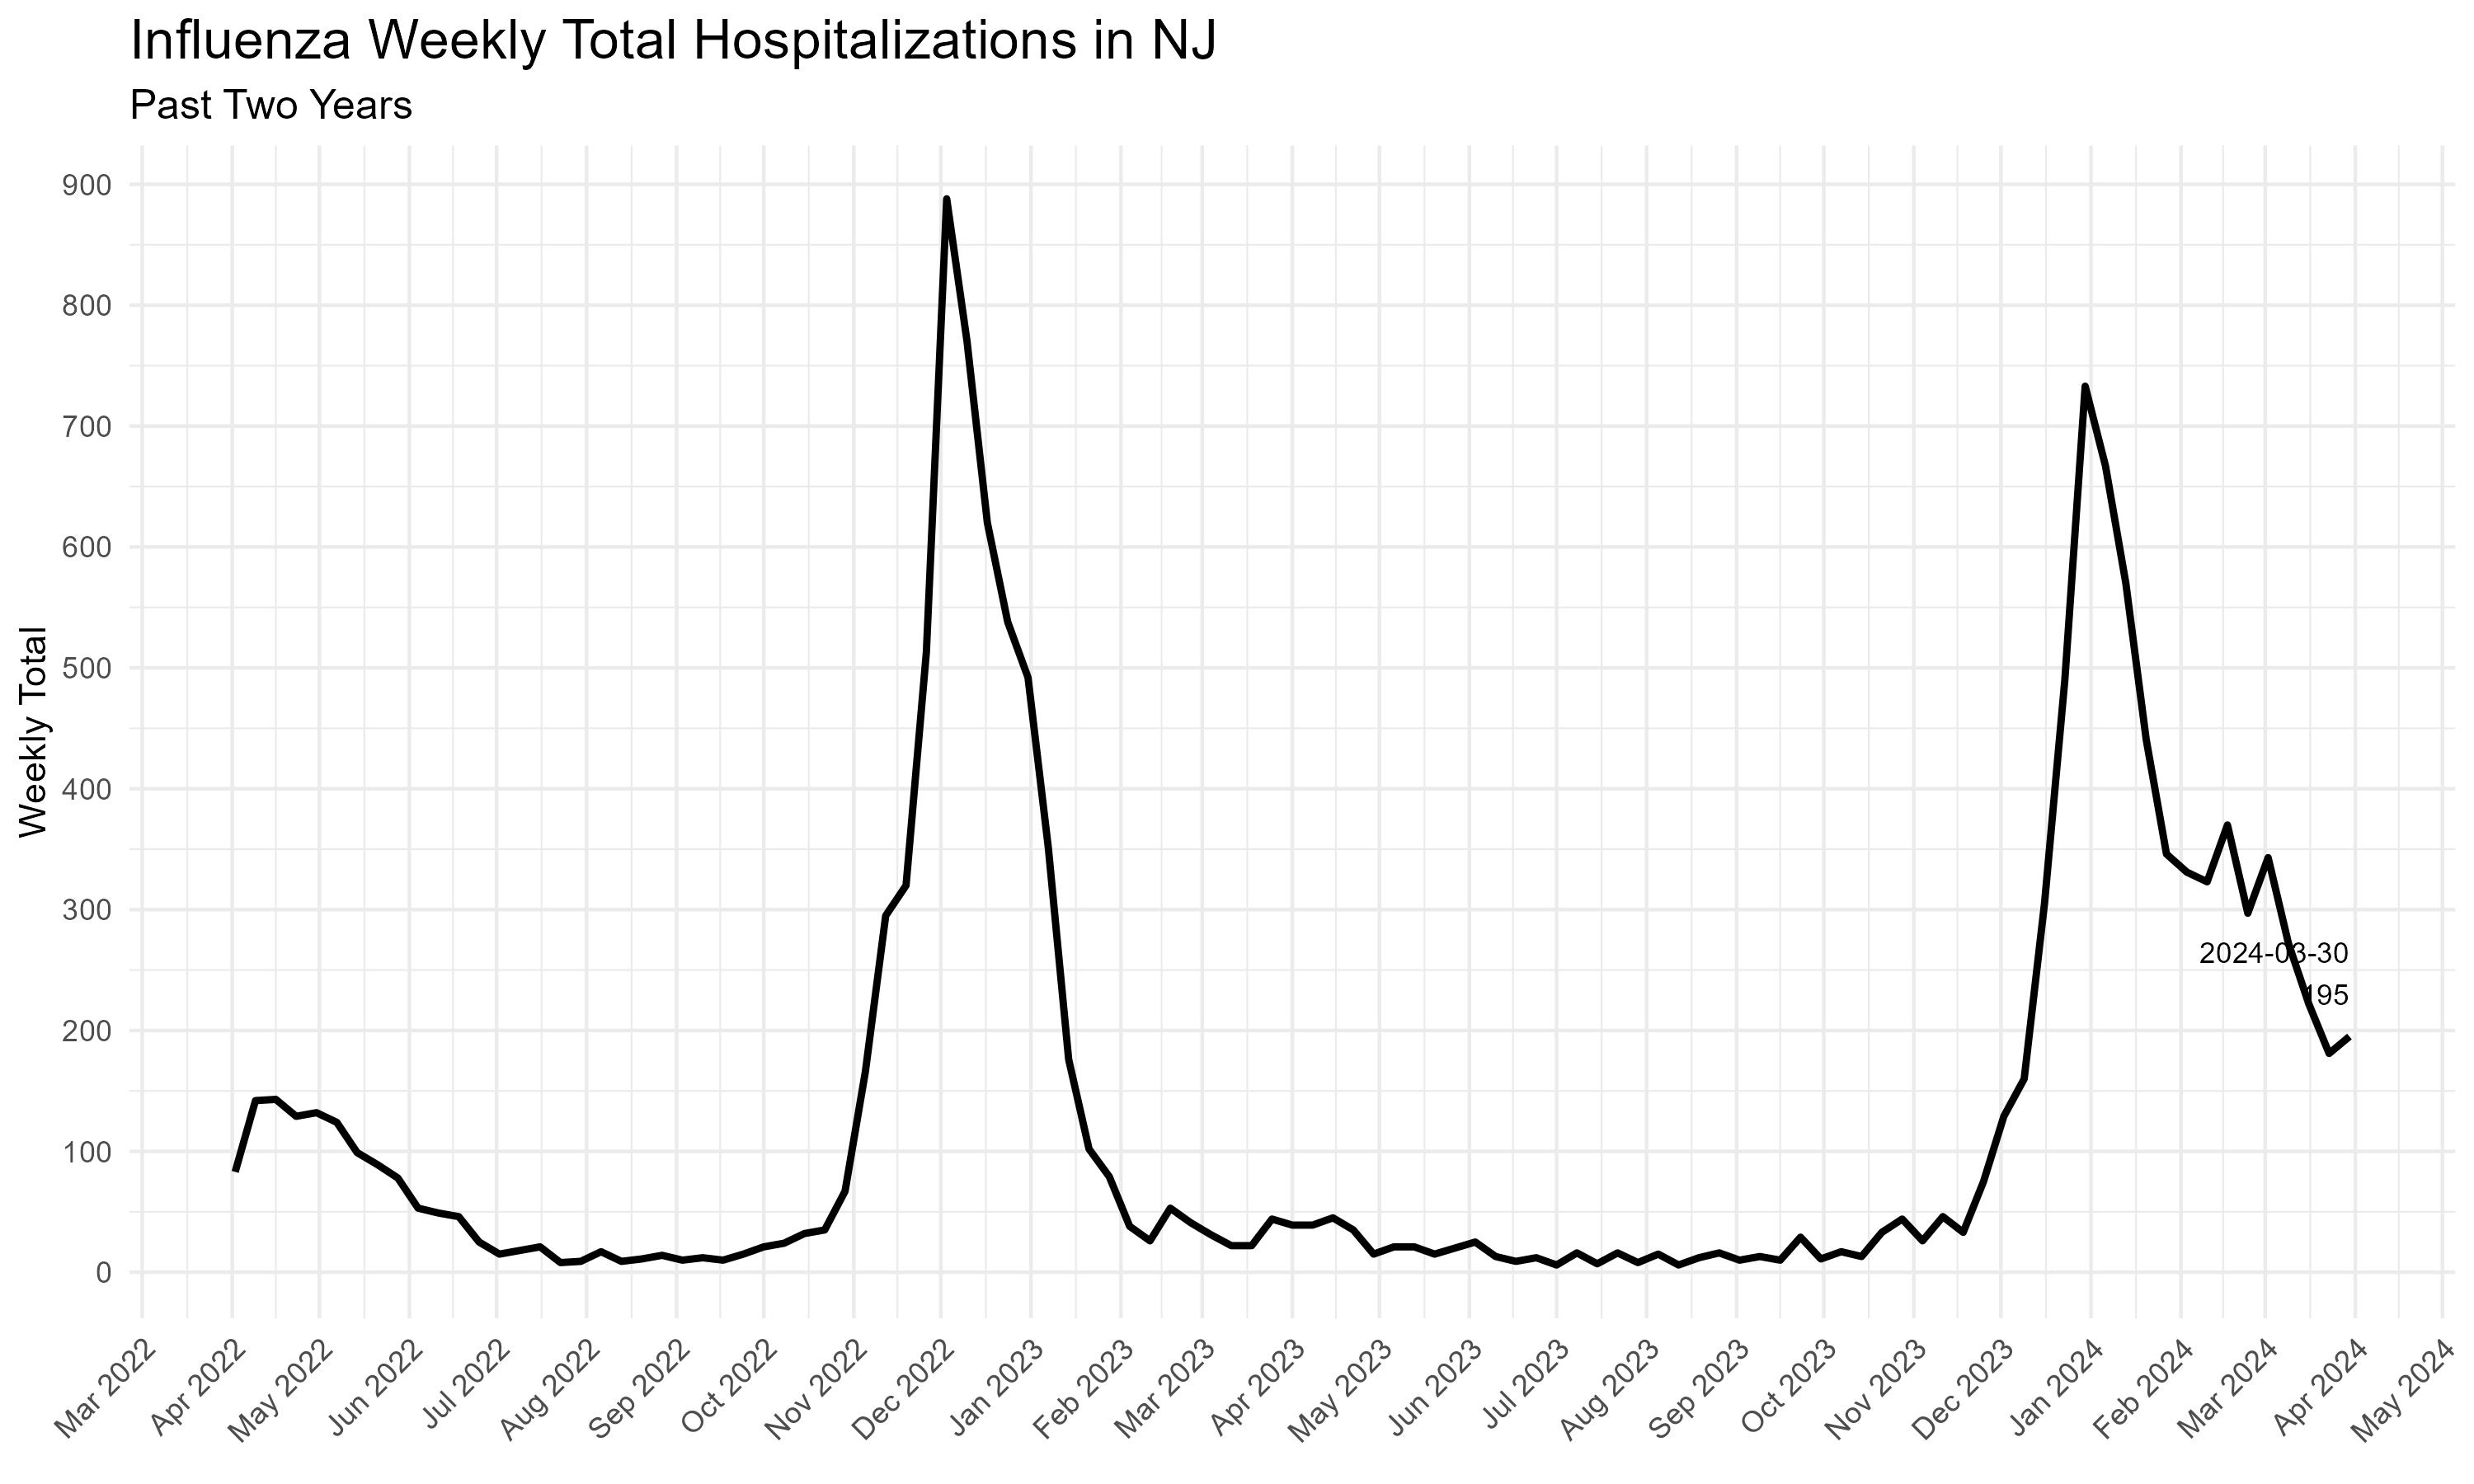 Influenza Weekly Total Hospitalizations in NJ
Past Two Years
Weekly Total
900
800
700
600
500
400
300
200
100
0
2024-03-30
195
Mar 2022
Apr 2022
May 2022
Jun 2022
Jul 2022
Aug 2022
Sep 2022
Oct 2022
Nov 2022
Dec 2022
Jan 2023
Feb 2023
Mar 2023
Apr 2023
May 2023
Jun 2023
Jul 2023
Aug 2023
Sep 2023
Oct 2023
Nov 2023
Dec 2023
Jan 2024
Feb 2024
Mar 2024
Apr 2024
May 2024